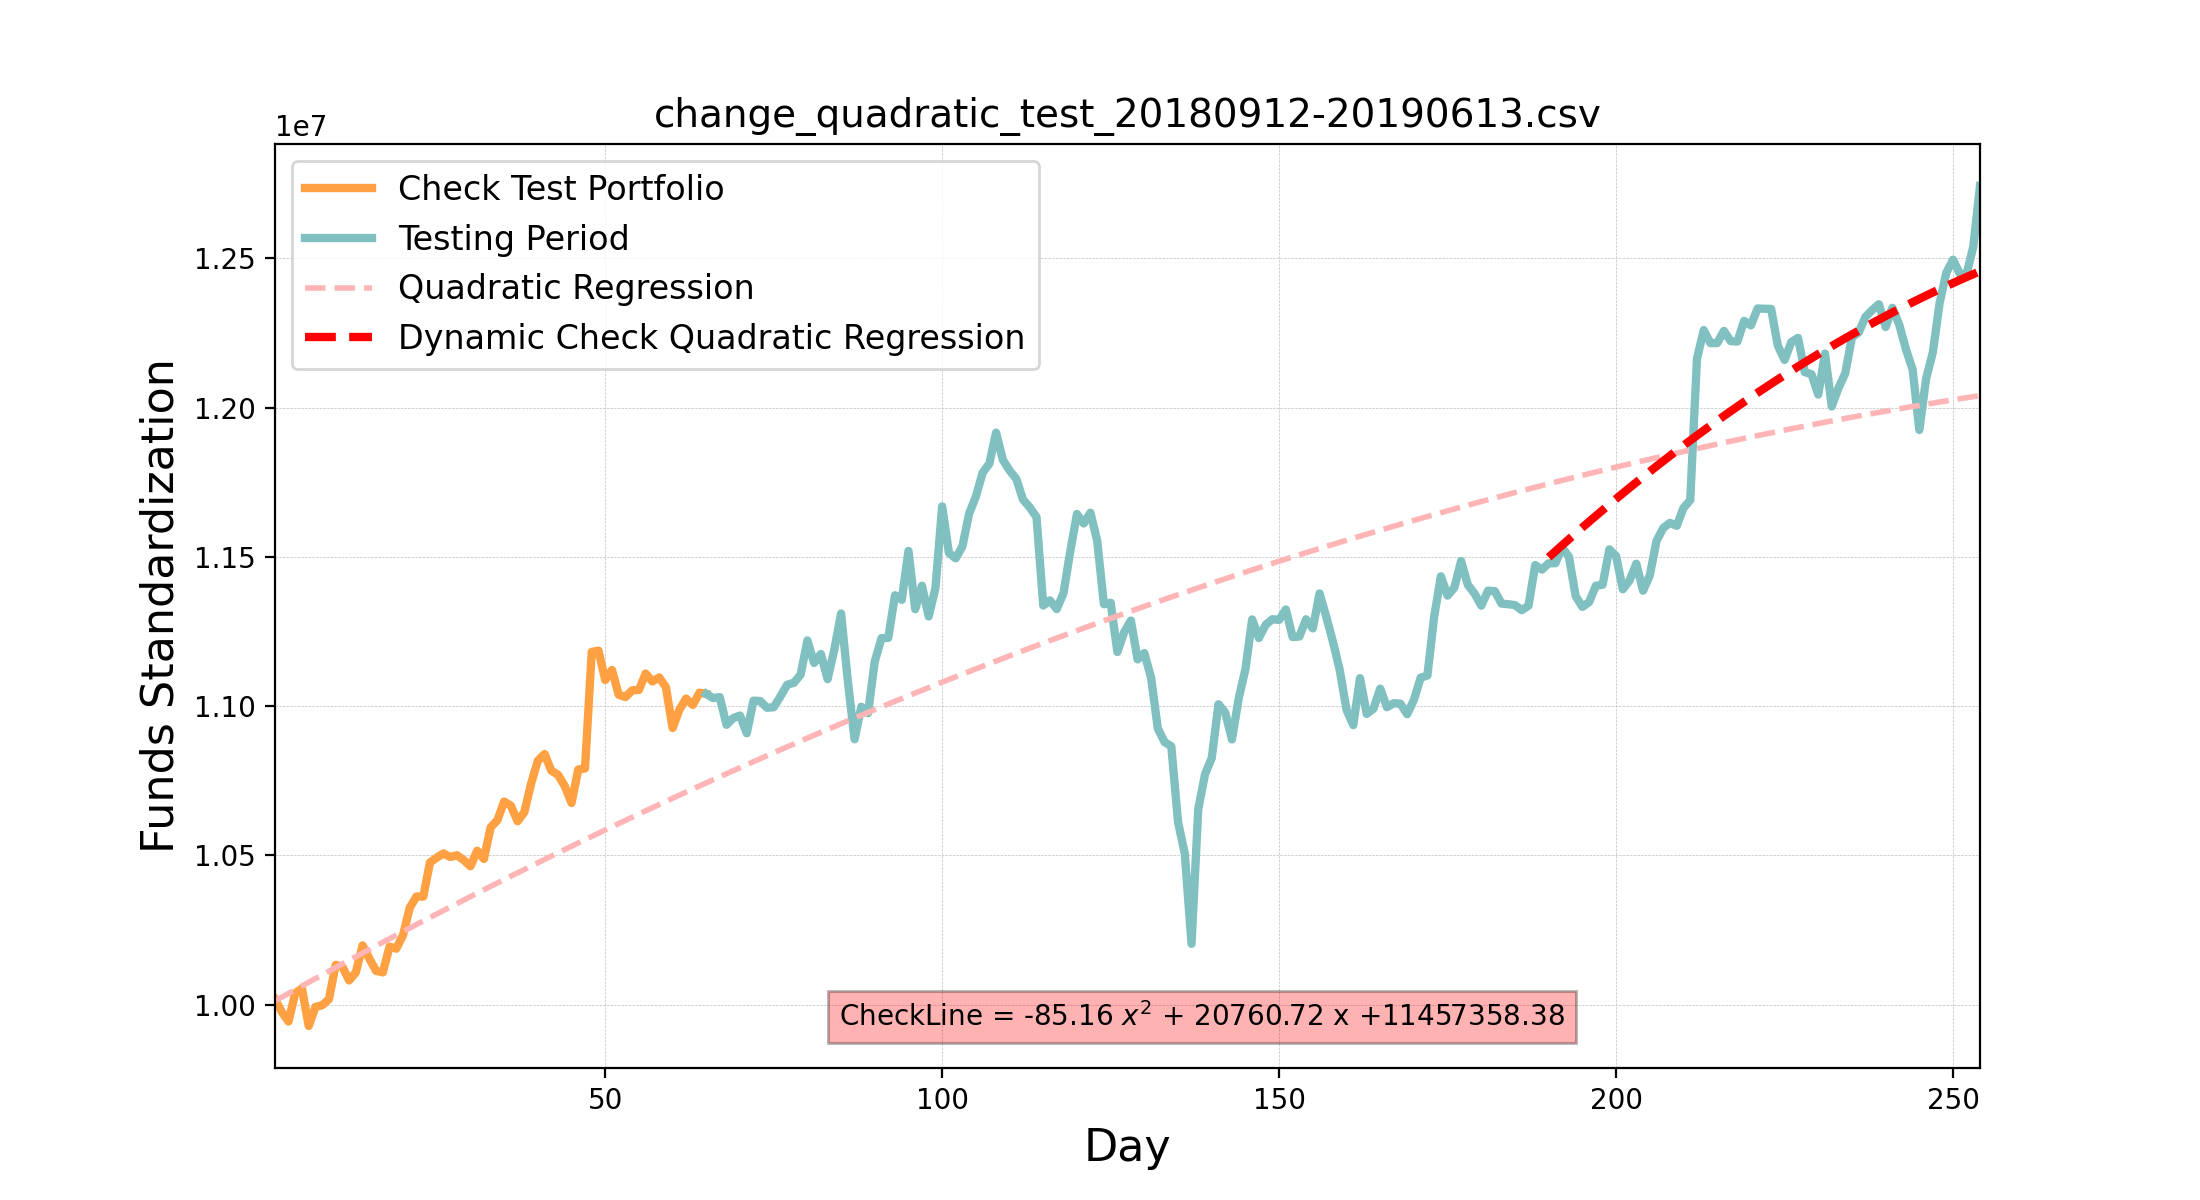 change_quadratic_test_20180912-20190613.csv
1e7
Check Test Portfolio
Testing Period
Quadratic Regression
Dynamic Check Quadratic Regression
Funds Standardization
1.25
1.20
1.15
1.10
1.05
1.00
CheckLine = -85.16 x² + 20760.72 x +11457358.38
50 100 150 200 250
Day